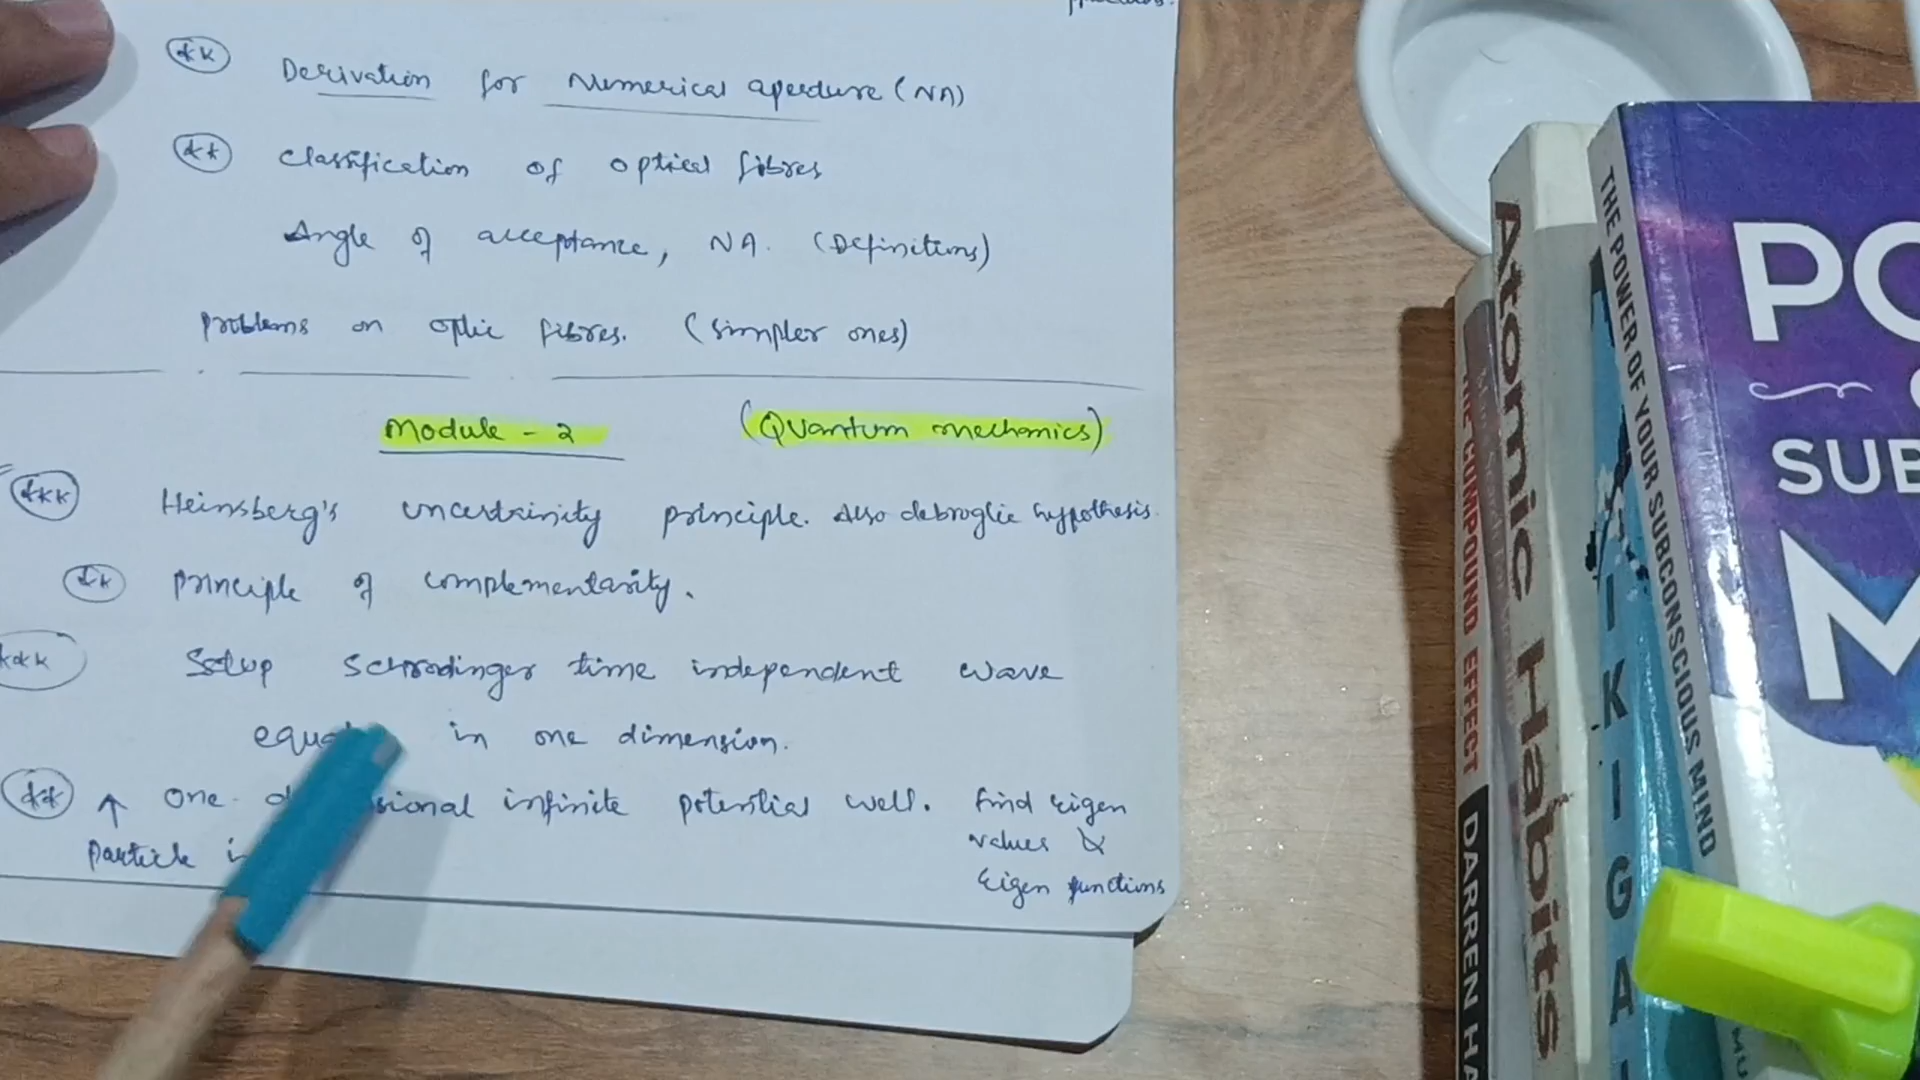 ** Derivation for Numerical aperture (NA)
** Classification of optical fibres
Angle of acceptance, NA. (Definitions)
Problems on optic fibres. (simpler ones)
Module - 2 (Quantum mechanics)
*** Heinsberg's uncertainity principle. Also debroglie hypothesis.
** principle of complementarity.
*** Setup Schrodinger time independent wave
in one dimension.
** ↑ One infinite potential well. Find Eigen
Particle values &
Eigen functions
THE COMPOUND EFFECT
DARREN HA
Atomic Habits
IKIGAI
THE POWER OF YOUR SUBCONSCIOUS MIND
PO
SUB
M